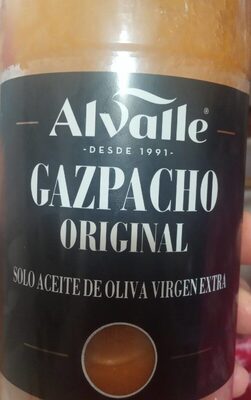 Alvalle®
-DESDE 1991-
GAZPACHO
ORIGINAL
SOLO ACEITE DE OLIVA VIRGEN EXTRA